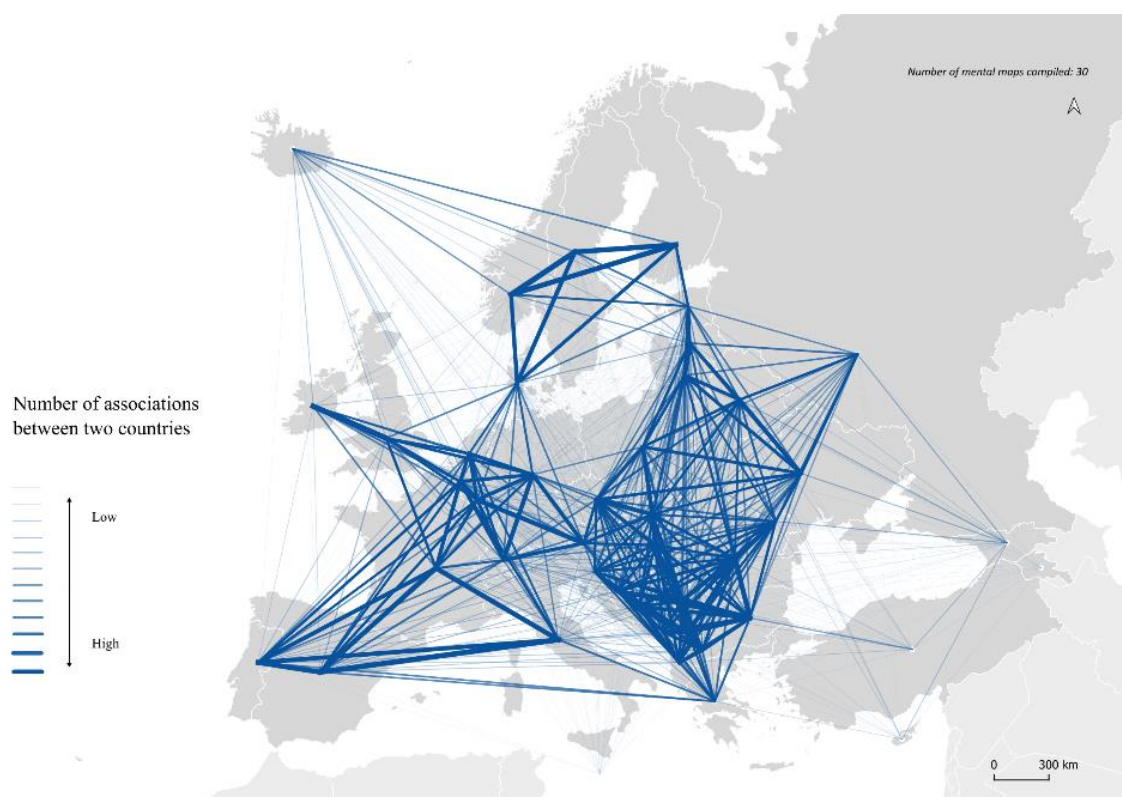 Number of mental maps compiled: 30
Number of associations
between two countries
Low
High
0 300 km